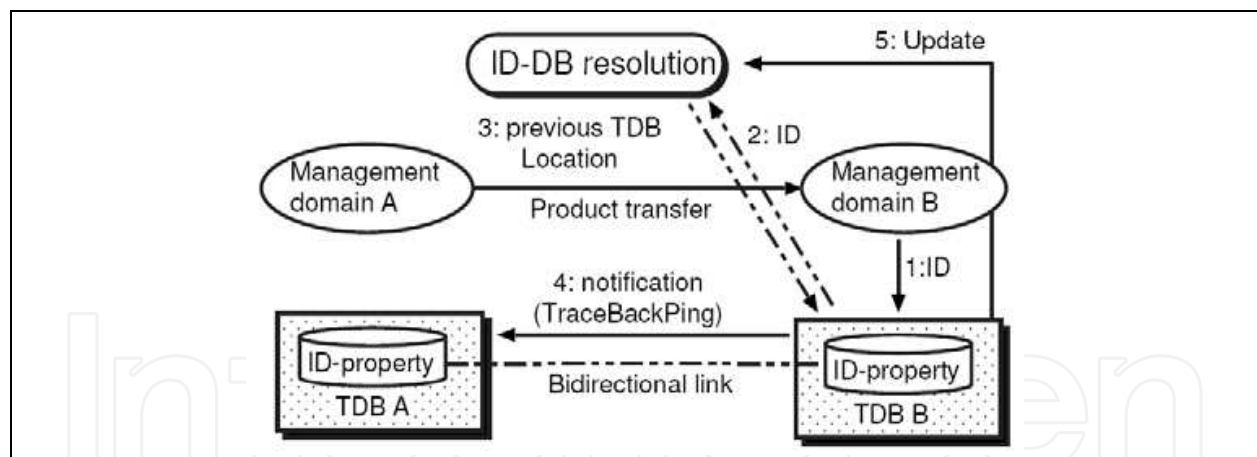 5: Update
ID-DB resolution
3: previous TDB
Location
2: ID
Management
domain A
Management
domain B
Product transfer
1:ID
4: notification
(TraceBackPing)
ID-property
TDB A
Bidirectional link
ID-property
TDB B